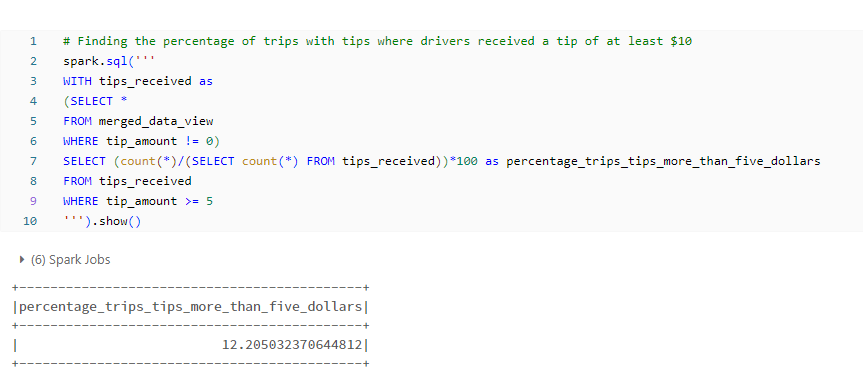 1 # Finding the percentage of trips with tips where drivers received a tip of at least $10
2 spark.sql('''
3 WITH tips_received as
4 (SELECT *
5 FROM merged_data_view
6 WHERE tip_amount != 0)
7 SELECT (count(*)/(SELECT count(*) FROM tips_received))*100 as percentage_trips_tips_more_than_five_dollars
8 FROM tips_received
9 WHERE tip_amount >= 5
10 ''').show()
(6) Spark Jobs
+--------------------------------------------+
|percentage_trips_tips_more_than_five_dollars|
+--------------------------------------------+
| 12.205032370644812|
+--------------------------------------------+